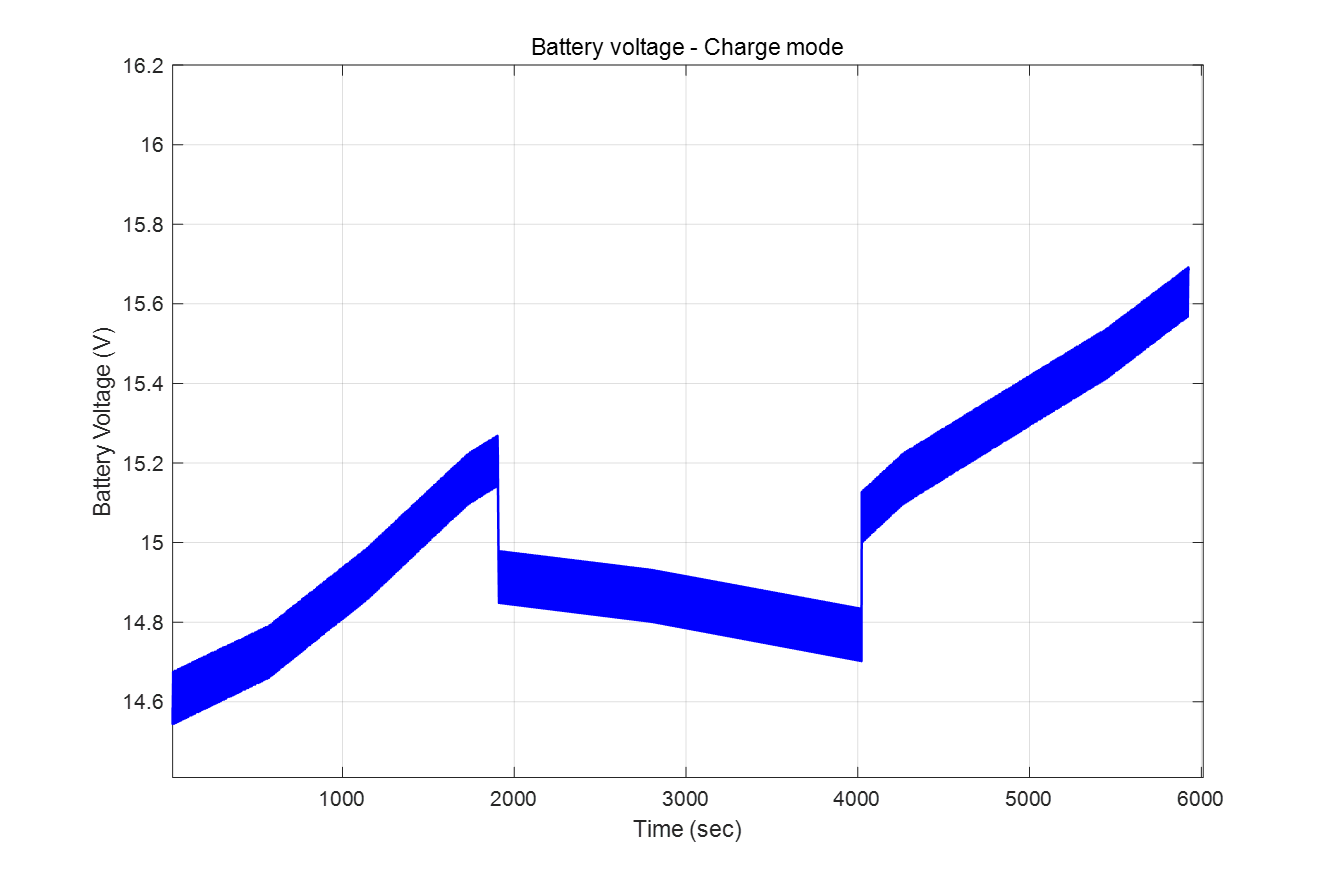 Battery voltage - Charge mode
16.2
16
15.8
15.6
15.4
15.2
15
14.8
14.6
Battery Voltage (V)
1000 2000 3000 4000 5000 6000
Time (sec)